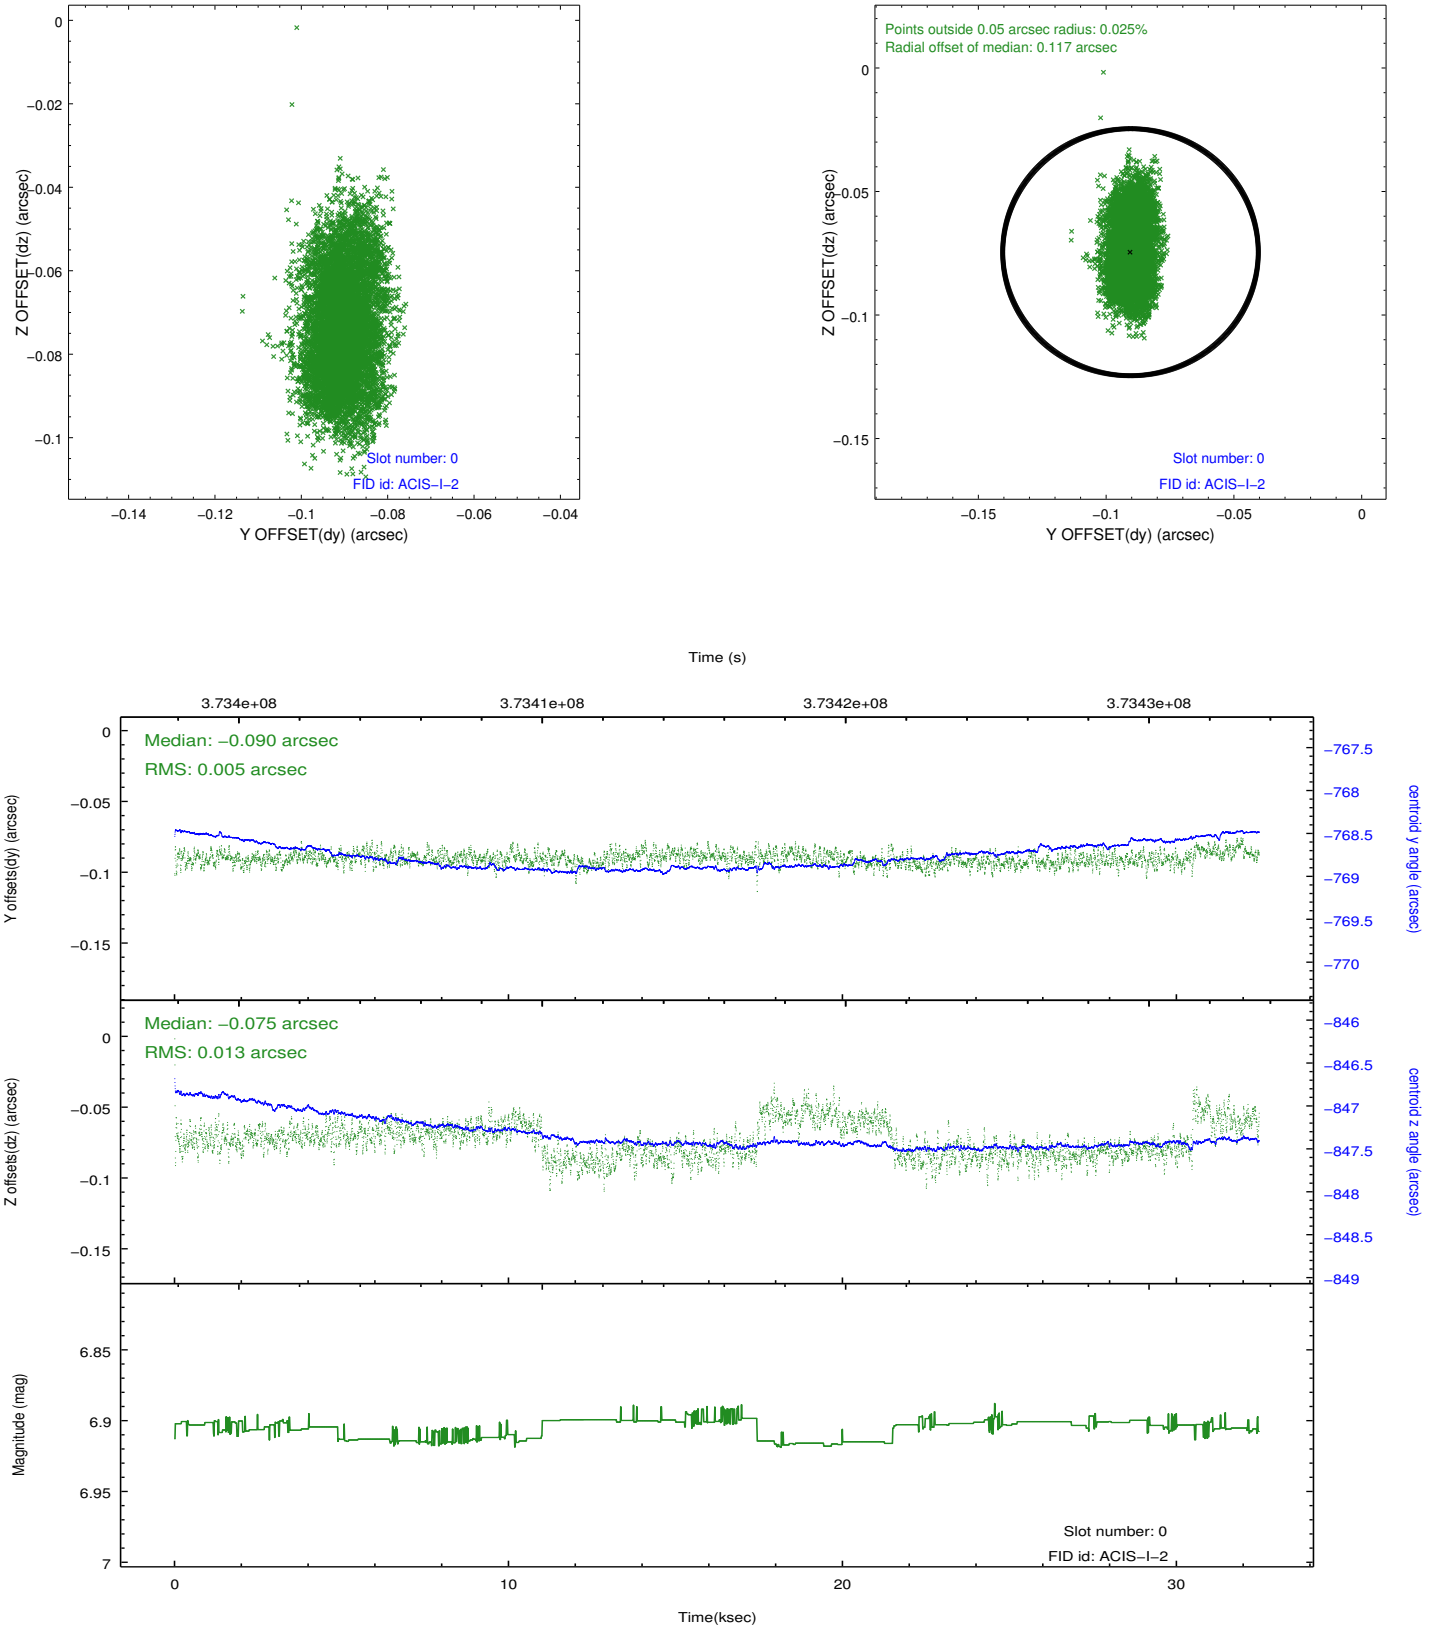 0
−0.02
−0.04
−0.06
−0.08
−0.1
Z OFFSET(dz) (arcsec)
Slot number: 0
FID id: ACIS−I−2
−0.14
−0.12
−0.1
−0.08
−0.06
−0.04
Y OFFSET(dy) (arcsec)
Points outside 0.05 arcsec radius: 0.025%
Radial offset of median: 0.117 arcsec
0
−0.05
−0.1
−0.15
Z OFFSET(dz) (arcsec)
Slot number: 0
FID id: ACIS−I−2
−0.15
−0.1
−0.05
0
Y OFFSET(dy) (arcsec)
Time (s)
3.734e+08
3.7341e+08
3.7342e+08
3.7343e+08
Median: −0.090 arcsec
RMS: 0.005 arcsec
0
−0.05
−0.1
−0.15
Y offsets(dy) (arcsec)
−767.5
−768
−768.5
−769
−769.5
−770
centroid y angle (arcsec)
Median: −0.075 arcsec
RMS: 0.013 arcsec
0
−0.05
−0.1
−0.15
Z offsets(dz) (arcsec)
−846
−846.5
−847
−847.5
−848
−848.5
−849
centroid z angle (arcsec)
6.85
6.9
6.95
7
Magnitude (mag)
Slot number: 0
FID id: ACIS−I−2
0
10
20
30
Time(ksec)